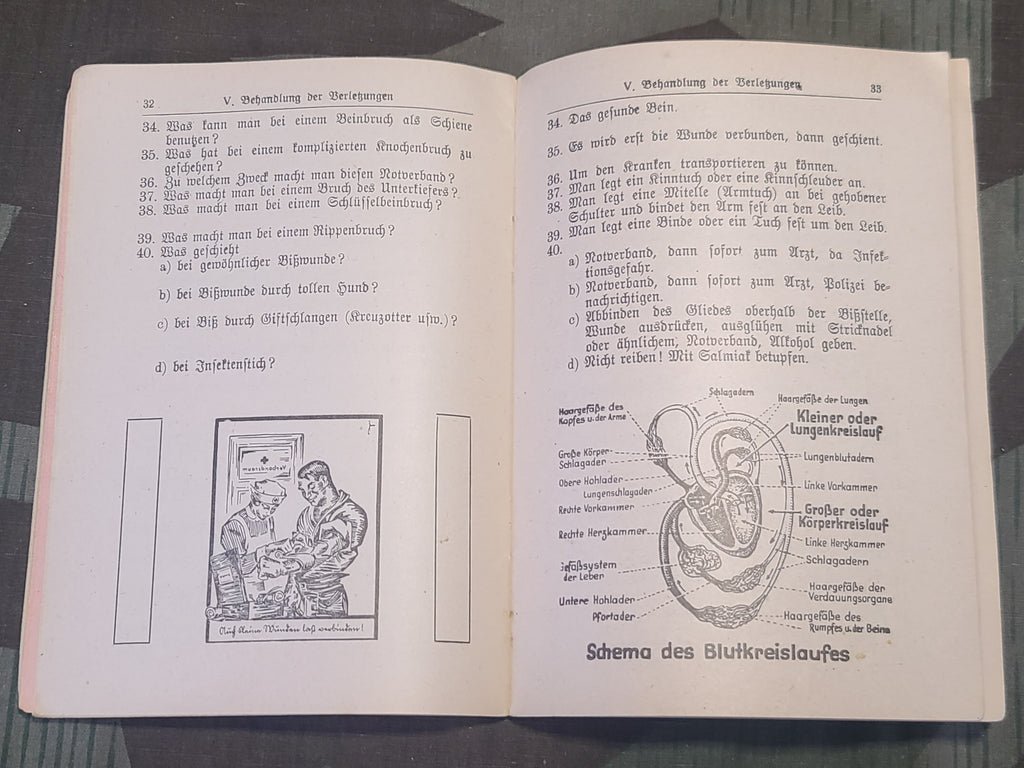 32
V. Behandlung der Verletzungen
34. Was kann man bei einem Beinbruch als Schiene
benutzen?
35. Was hat bei einem komplizierten Knochenbruch zu
geschehen?
36. Zu welchem Zweck macht man diesen Notverband?
37. Was macht man bei einem Bruch des Unterkiefers?
38. Was macht man bei einem Schlüsselbeinbruch?
39. Was macht man bei einem Rippenbruch?
40. Was geschieht
a) bei gewöhnlicher Bißwunde?
b) bei Bißwunde durch tollen Hund?
c) bei Biß durch Giftschlangen (Kreuzotter usw.)?
d) bei Insektenstich?
Auch kleine Wunden laß verbinden!
V. Behandlung der Verletzungen
33
34. Das gesunde Bein.
35. Es wird erst die Wunde verbunden, dann geschient.
36. Um den Kranken transportieren zu können.
37. Man legt ein Kinntuch oder eine Kinnschleuder an.
38. Man legt eine Mitelle (Armtuch) an bei gehobener
Schulter und bindet den Arm fest an den Leib.
39. Man legt eine Binde oder ein Tuch fest um den Leib.
40.
a) Notverband, dann sofort zum Arzt, da Infek-
tionsgefahr.
b) Notverband, dann sofort zum Arzt, Polizei be-
nachrichtigen.
c) Abbinden des Gliedes oberhalb der Bißstelle,
Wunde ausdrücken, ausglühen mit Stricknadel
oder ähnlichem, Notverband, Alkohol geben.
d) Nicht reiben! Mit Salmiak betupfen.
Schlagadern
Haargefäße der Lungen
Haargefäße des
Kopfes u. der Arme
Kleiner oder
Lungenkreislauf
Große Körper-
Schlagader
Lungenblutadern
Obere Hohlader
Lungenschlagader
Linke Vorkammer
Rechte Vorkammer
Großer oder
Körperkreislauf
Rechte Herzkammer
Linke Herzkammer
Schlagadern
Gefäßsystem
der Leber
Haargefäße der
Verdauungsorgane
Untere Hohlader
Pfortader
Haargefäße des
Rumpfes u. der Beine
Schema des Blutkreislaufes